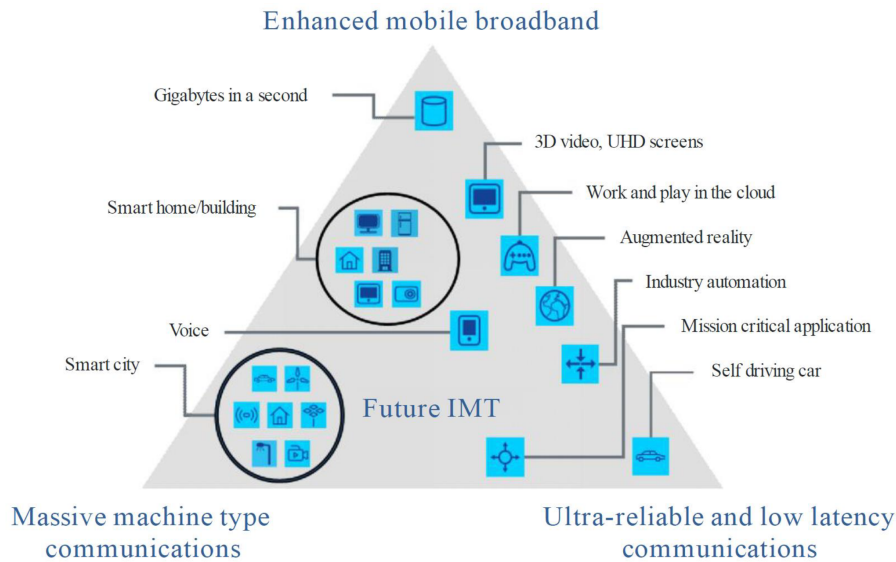 Enhanced mobile broadband
Gigabytes in a second
3D video, UHD screens
Smart home/building
Work and play in the cloud
Augmented reality
Industry automation
Voice
Mission critical application
Smart city
Self driving car
Future IMT
Massive machine type
communications
Ultra-reliable and low latency
communications